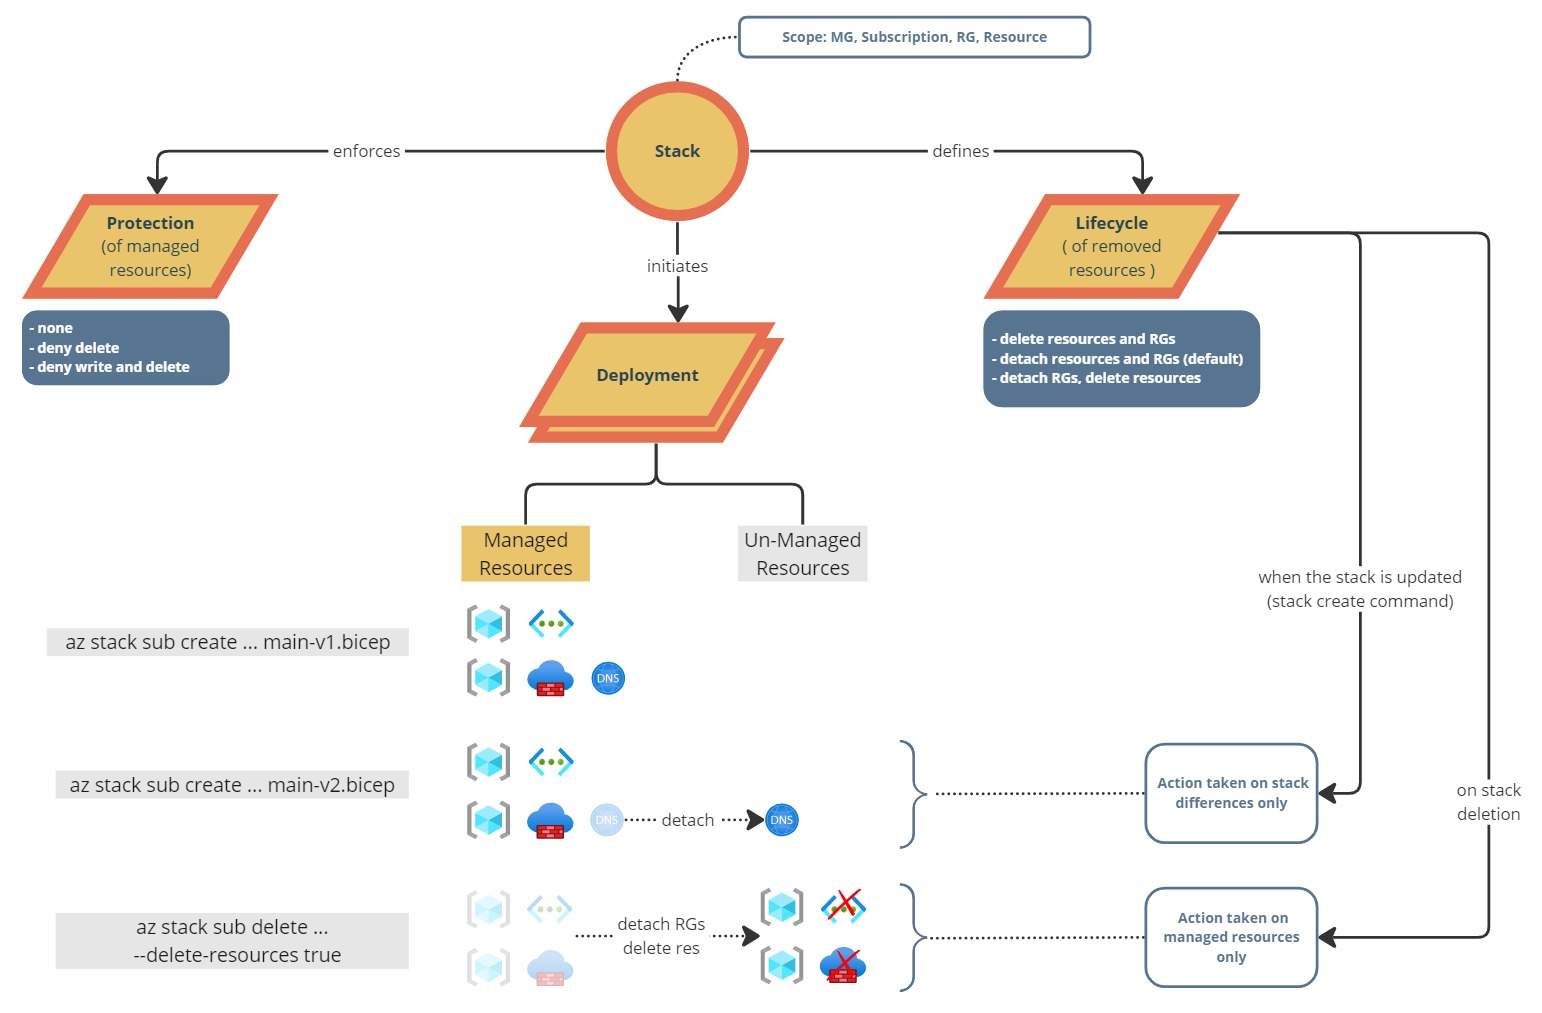 Scope: MG, Subscription, RG, Resource
Stack
enforces
defines
initiates
Protection
(of managed
resources)
- none
- deny delete
- deny write and delete
Lifecycle
( of removed
resources )
- delete resources and RGs
- detach resources and RGs (default)
- detach RGs, delete resources
Deployment
Managed
Resources
Un-Managed
Resources
when the stack is updated
(stack create command)
az stack sub create ... main-v1.bicep
DNS
az stack sub create ... main-v2.bicep
DNS
detach
DNS
Action taken on stack
differences only
on stack
deletion
az stack sub delete ...
--delete-resources true
detach RGs
delete res
Action taken on
managed resources
only